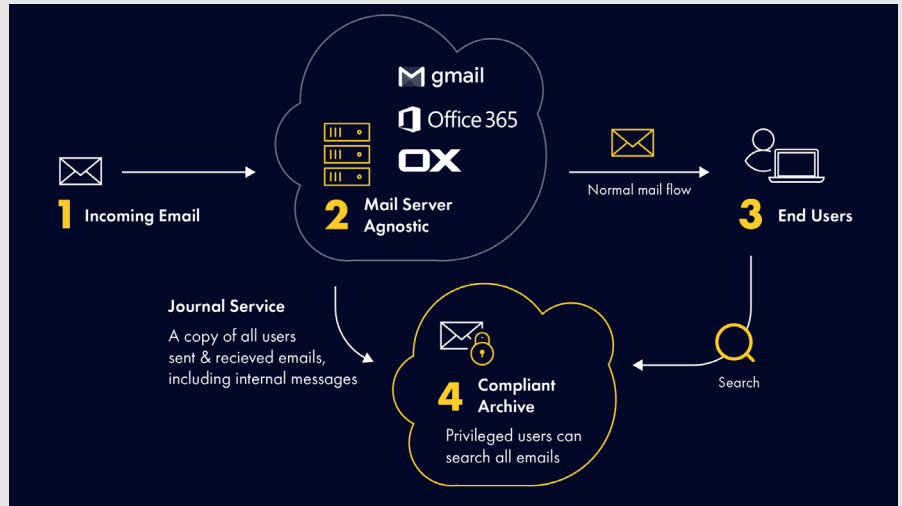 gmail
Office 365
OX
1 Incoming Email
2 Mail Server
Agnostic
Normal mail flow
3 End Users
Journal Service
A copy of all users
sent & recieved emails,
including internal messages
4 Compliant
Archive
Privileged users can
search all emails
Search